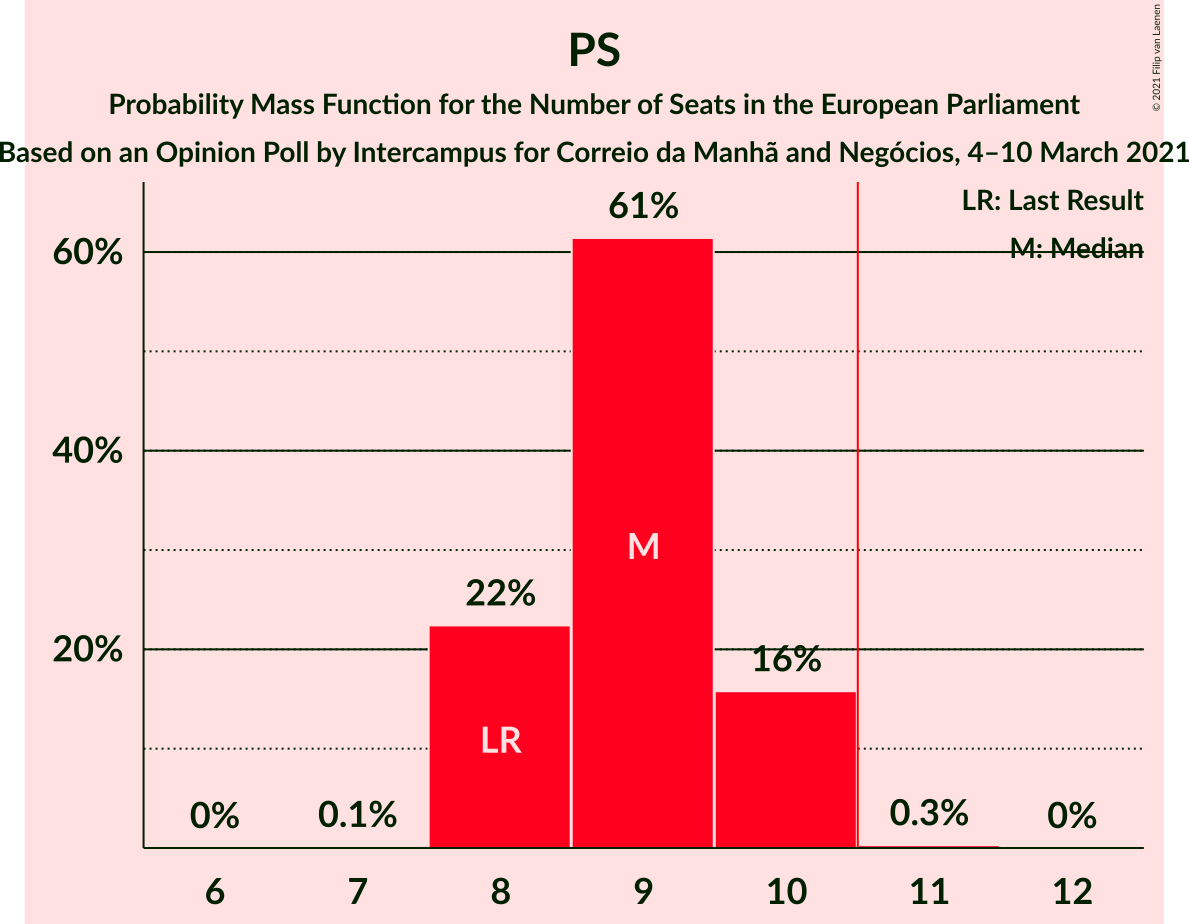 PS
Probability Mass Function for the Number of Seats in the European Parliament
Based on an Opinion Poll by Intercampus for Correio da Manhã and Negócios, 4–10 March 2021
© 2021 Filip van Laenen
LR: Last Result
M: Median
60%
40%
20%
0%
0.1%
22%
61%
16%
0.3%
0%
LR
M
6
7
8
9
10
11
12